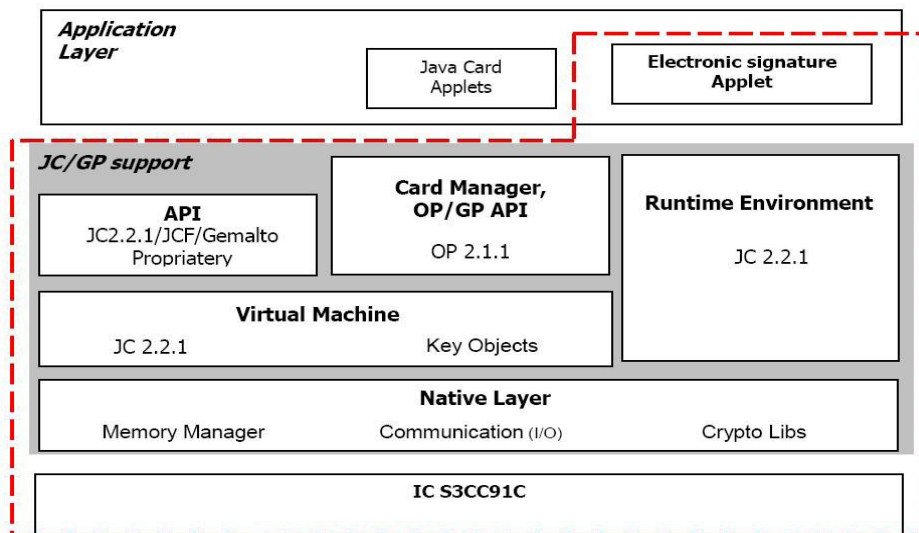 Application
Layer
Java Card
Applets
Electronic signature
Applet
JC/GP support
API
JC2.2.1/JCF/Gemalto
Propriatery
Card Manager,
OP/GP API
OP 2.1.1
Runtime Environment
JC 2.2.1
Virtual Machine
JC 2.2.1 Key Objects
Native Layer
Memory Manager Communication (I/O) Crypto Libs
IC S3CC91C